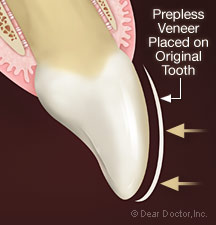 Prepless
Veneer
Placed on
Original
Tooth
© Dear Doctor, Inc.